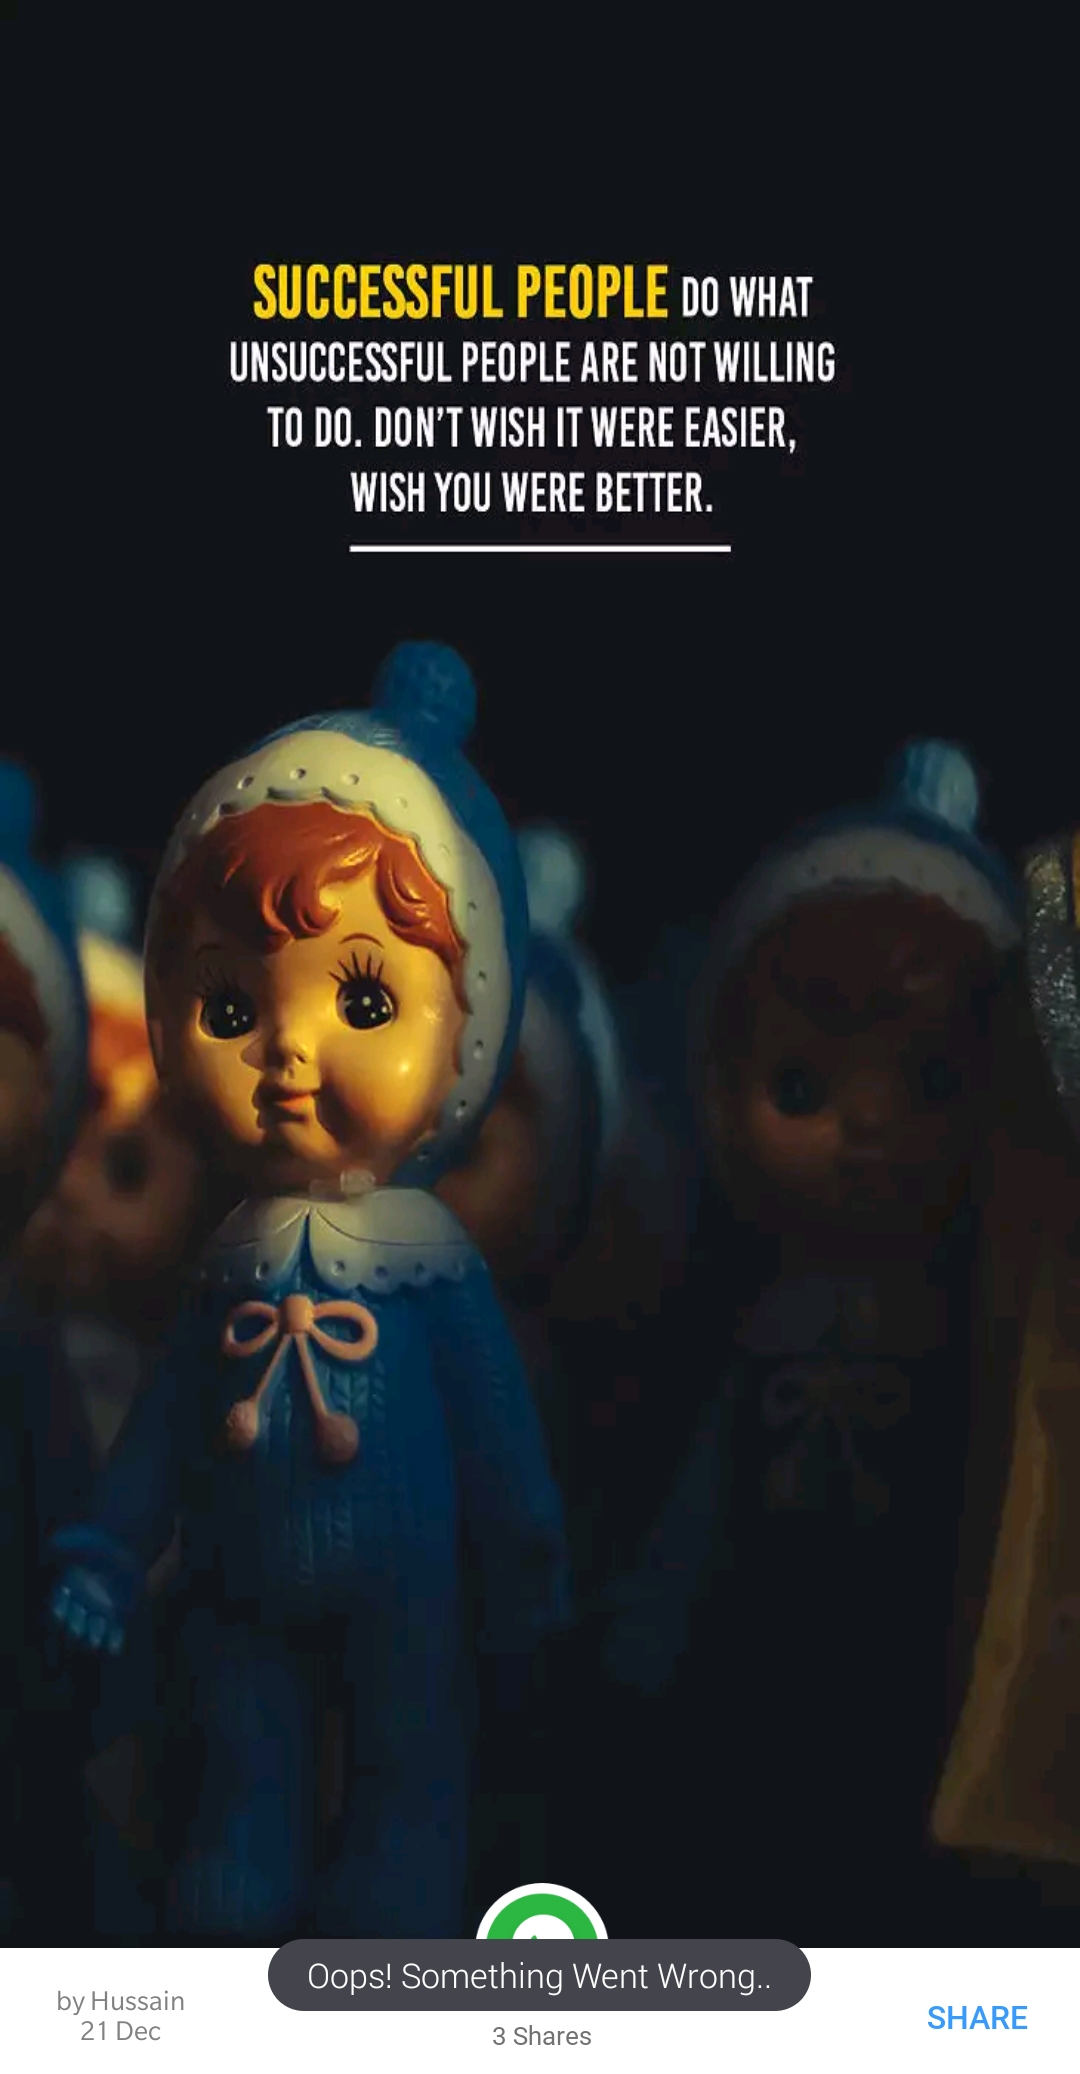 SUCCESSFUL PEOPLE DO WHAT
UNSUCCESSFUL PEOPLE ARE NOT WILLING
TO DO. DON'T WISH IT WERE EASIER,
WISH YOU WERE BETTER.
Oops! Something Went Wrong..
by Hussain
21 Dec
3 Shares
SHARE